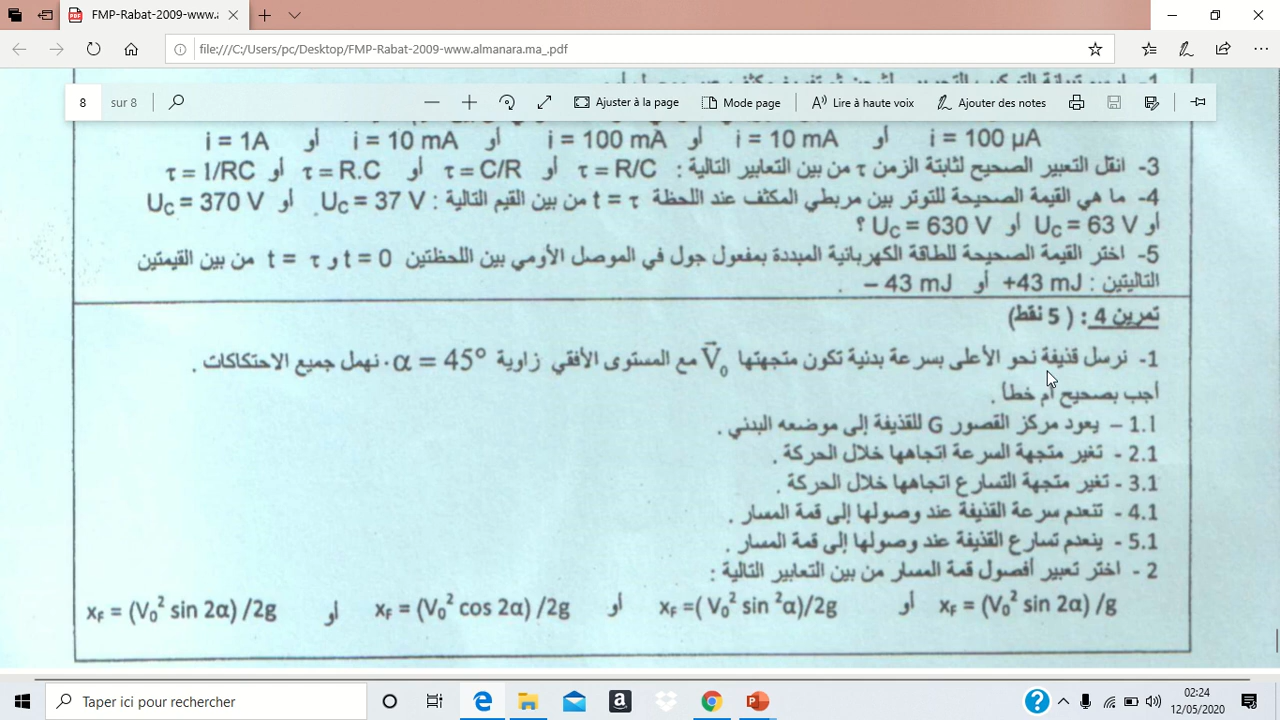 FMP-Rabat-2009-www.a
file:///C:/Users/pc/Desktop/FMP-Rabat-2009-www.almanara.ma_.pdf
8 sur 8 Ajuster à la page Mode page Lire à haute voix Ajouter des notes
i = 100 µA أو i = 10 mA أو i = 100 mA أو i = 10 mA أو i = 1A
3- انقل التعبير الصحيح لثابتة الزمن τ من بين التعابير التالية : τ = R/C أو τ = C/R أو τ = R.C أو τ = 1/RC
4- ما هي القيمة الصحيحة للتوتر بين مربطي المكثف عند اللحظة t = τ من بين القيم التالية : U_C = 37 V أو U_C = 370 V
أو U_C = 63 V أو U_C = 630 V ؟
5- اختر القيمة الصحيحة للطاقة الكهربائية المبددة بمفعول جول في الموصل الأومي بين اللحظتين t = 0 و t = τ من بين القيمتين
التاليتين : +43 mJ أو – 43 mJ .
تمرين 4 : ( 5 نقط)
1- نرسل قذيفة نحو الأعلى بسرعة بدئية تكون متجهتها V⃗₀ مع المستوى الأفقي زاوية α = 45° . نهمل جميع الاحتكاكات .
أجب بصحيح أم خطأ .
1.1 – يعود مركز القصور G للقذيفة إلى موضعه البدئي .
2.1 - تغير متجهة السرعة اتجاهها خلال الحركة .
3.1 - تغير متجهة التسارع اتجاهها خلال الحركة .
4.1 - تنعدم سرعة القذيفة عند وصولها إلى قمة المسار .
5.1 - ينعدم تسارع القذيفة عند وصولها إلى قمة المسار .
2 - اختر تعبير أفصول قمة المسار من بين التعابير التالية :
x_F = (V₀² sin 2α) /g أو x_F =( V₀² sin ²α)/2g أو x_F = (V₀² cos 2α) /2g أو x_F = (V₀² sin 2α) /2g
Taper ici pour rechercher
02:24
12/05/2020